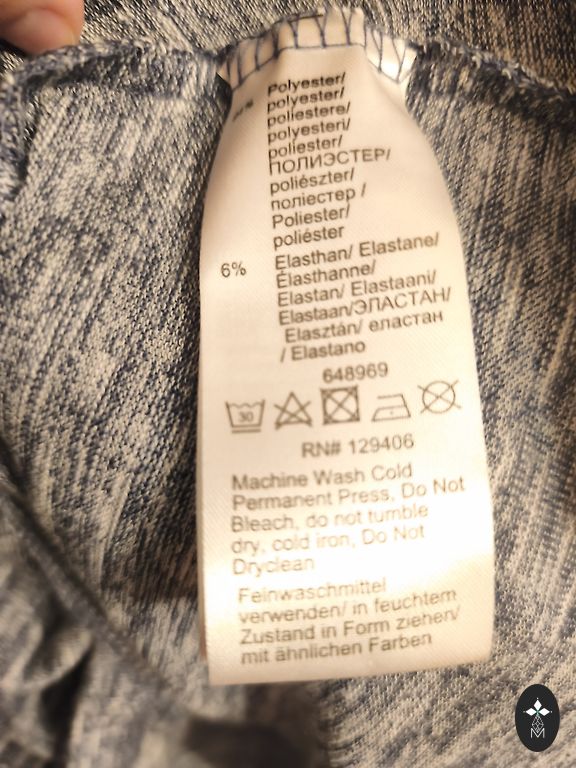 Polyester/
polyester/
poliestere/
polyesteri/
poliester/
ПОЛИЭСТЕР/
poliészter/
поліестер /
Poliester/
poliéster
6% Elasthan/ Elastane/
Élasthanne/
Elastan/ Elastaani/
Elastaan/ЭЛАСТАН/
Elasztán/ еластан
/ Elastano
648969
30
RN# 129406
Machine Wash Cold
Permanent Press, Do Not
Bleach, do not tumble
dry, cold iron, Do Not
Dryclean
Feinwaschmittel
verwenden/ in feuchtem
Zustand in Form ziehen/
mit ähnlichen Farben
M